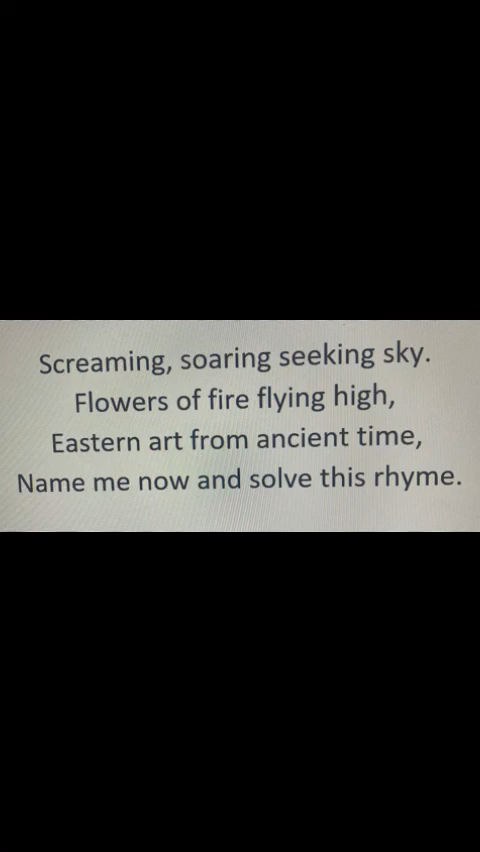 Screaming, soaring seeking sky.
Flowers of fire flying high,
Eastern art from ancient time,
Name me now and solve this rhyme.